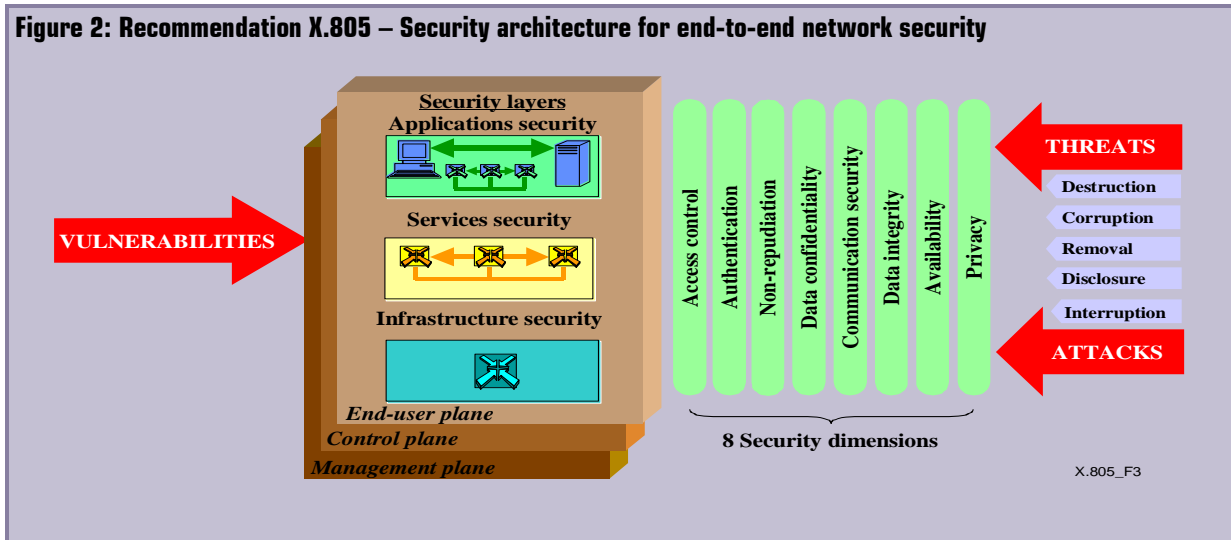 Figure 2: Recommendation X.805 – Security architecture for end-to-end network security
Security layers
Applications security
VULNERABILITIES
Services security
Infrastructure security
End-user plane
Control plane
Management plane
Access control
Authentication
Non-repudiation
Data confidentiality
Communication security
Data integrity
Availability
Privacy
8 Security dimensions
THREATS
Destruction
Corruption
Removal
Disclosure
Interruption
ATTACKS
X.805_F3